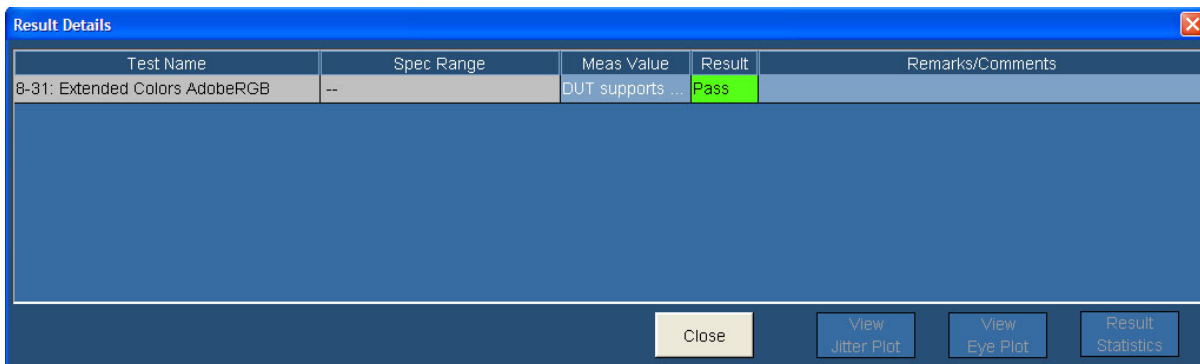 Result Details
Test Name Spec Range Meas Value Result Remarks/Comments
8-31: Extended Colors AdobeRGB -- DUT supports ... Pass
Close View Jitter Plot View Eye Plot Result Statistics